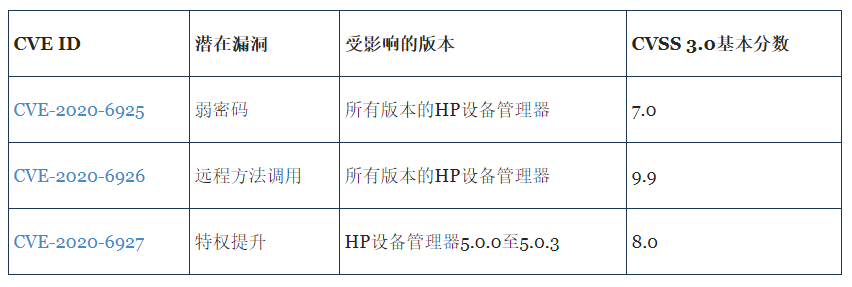 CVE ID 潜在漏洞 受影响的版本 CVSS 3.0基本分数
CVE-2020-6925 弱密码 所有版本的HP设备管理器 7.0
CVE-2020-6926 远程方法调用 所有版本的HP设备管理器 9.9
CVE-2020-6927 特权提升 HP设备管理器5.0.0至5.0.3 8.0